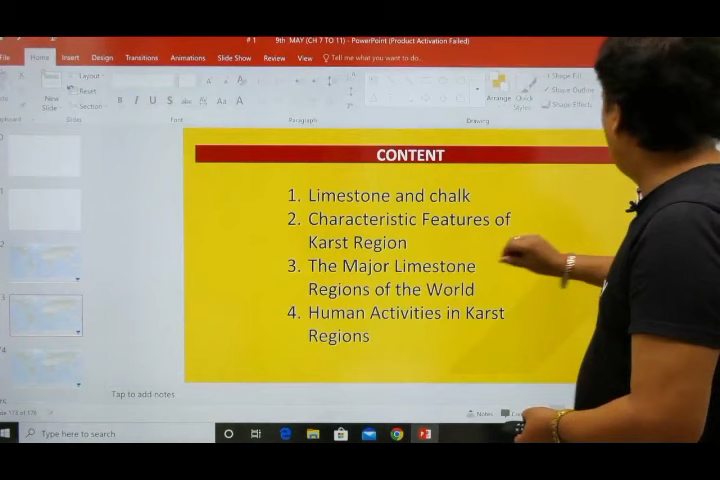 # 1 9th MAY (CH 7 TO 11) - PowerPoint (Product Activation Failed)
File Home Insert Design Transitions Animations Slide Show Review View Tell me what you want to do..
Layout
Reset
Section
New Slide
Arrange Quick Styles
Shape Fill
Shape Outline
Shape Effects
B I U S abc AV Aa A
Slides Font Paragraph Drawing
CONTENT
1. Limestone and chalk
2. Characteristic Features of
Karst Region
3. The Major Limestone
Regions of the World
4. Human Activities in Karst
Regions
Tap to add notes
Notes
Type here to search